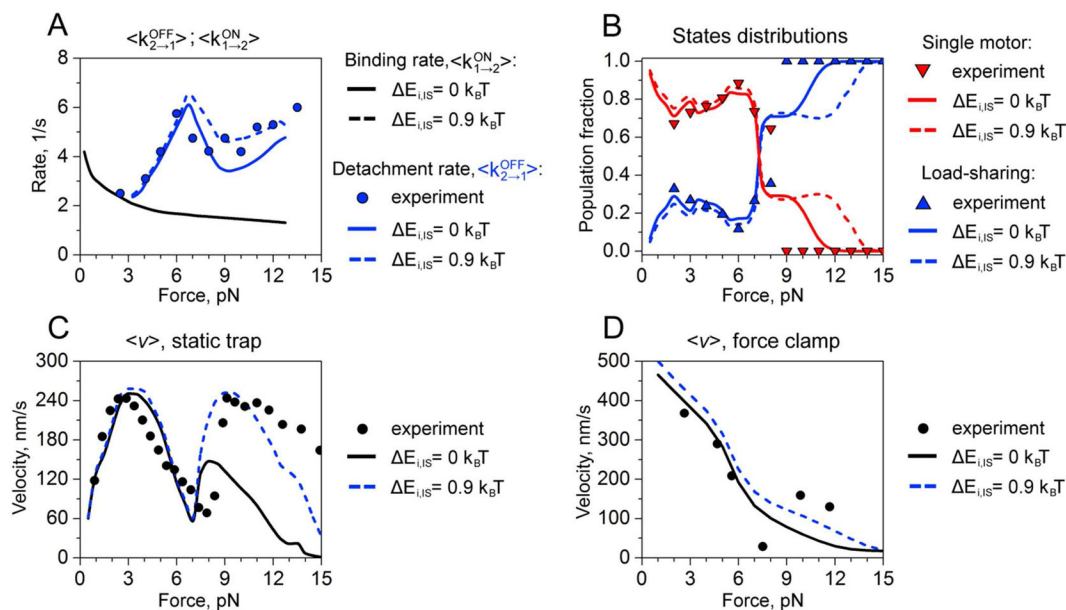 A
<k^OFF_2→1> ; <k^ON_1→2>
8
6
4
2
0
Rate, 1/s
0 3 6 9 12 15
Force, pN
Binding rate,<k^ON_1→2>:
ΔE_i,IS= 0 k_BT
ΔE_i,IS= 0.9 k_BT
Detachment rate, <k^OFF_2→1>:
experiment
ΔE_i,IS= 0 k_BT
ΔE_i,IS= 0.9 k_BT
B
States distributions
1.0
0.8
0.6
0.4
0.2
0.0
Population fraction
0 3 6 9 12 15
Force, pN
Single motor:
experiment
ΔE_i,IS= 0 k_BT
ΔE_i,IS= 0.9 k_BT
Load-sharing:
experiment
ΔE_i,IS= 0 k_BT
ΔE_i,IS= 0.9 k_BT
C
<v>, static trap
300
240
180
120
60
0
Velocity, nm/s
0 3 6 9 12 15
Force, pN
experiment
ΔE_i,IS= 0 k_BT
ΔE_i,IS= 0.9 k_BT
D
<v>, force clamp
500
400
300
200
100
0
Velocity, nm/s
0 3 6 9 12 15
Force, pN
experiment
ΔE_i,IS= 0 k_BT
ΔE_i,IS= 0.9 k_BT